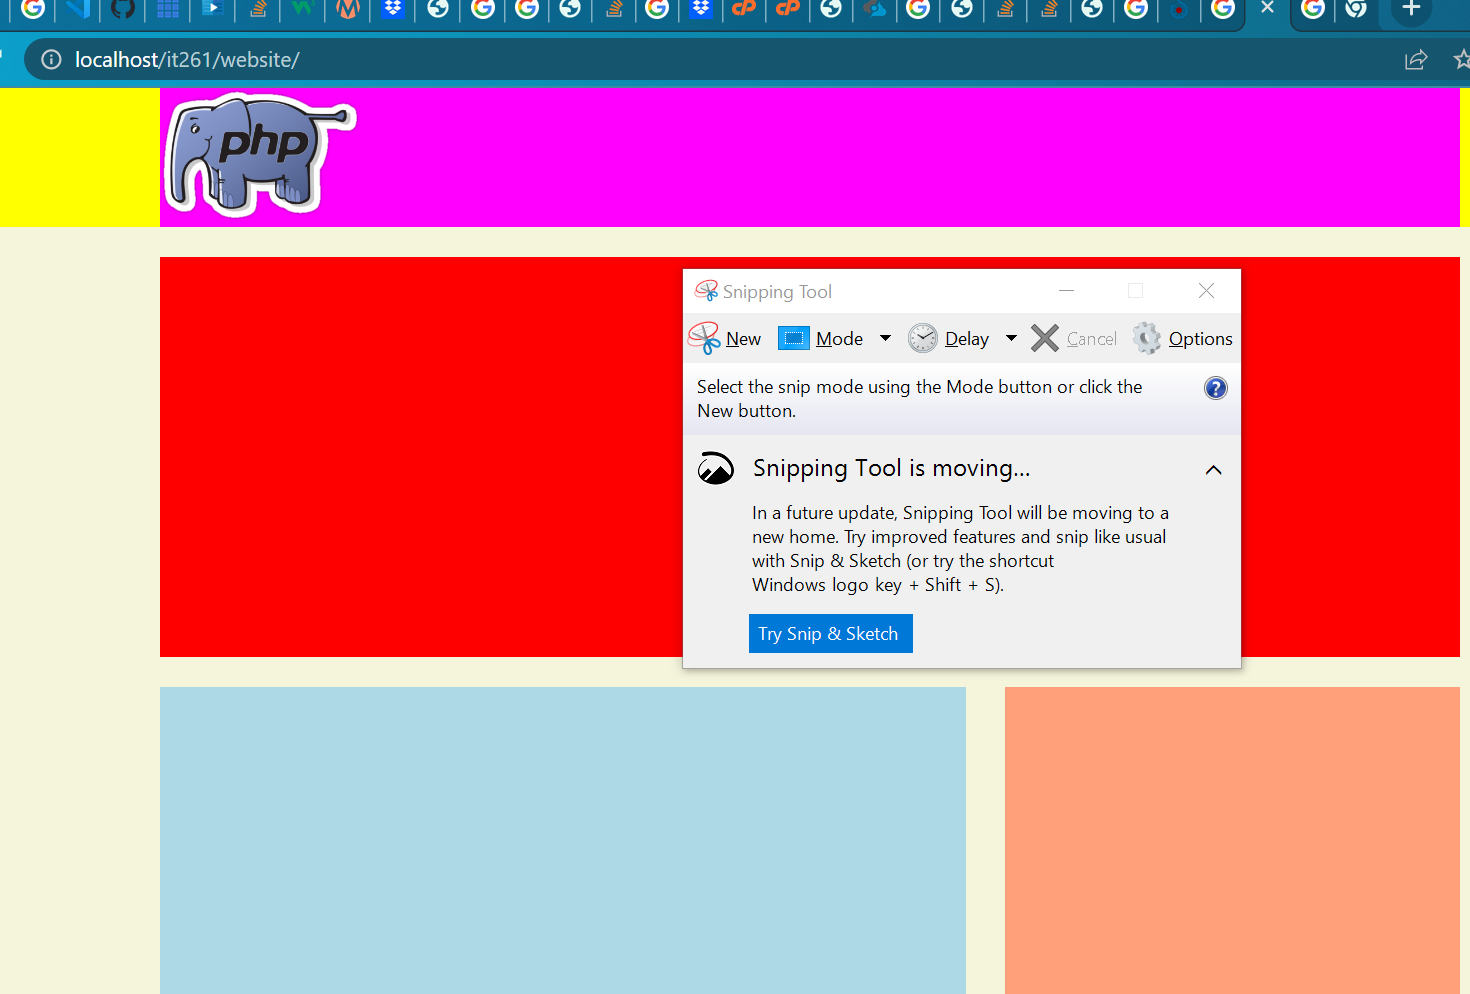 localhost/it261/website/
php
Snipping Tool
New Mode Delay Cancel Options
Select the snip mode using the Mode button or click the
New button.
Snipping Tool is moving...
In a future update, Snipping Tool will be moving to a
new home. Try improved features and snip like usual
with Snip & Sketch (or try the shortcut
Windows logo key + Shift + S).
Try Snip & Sketch